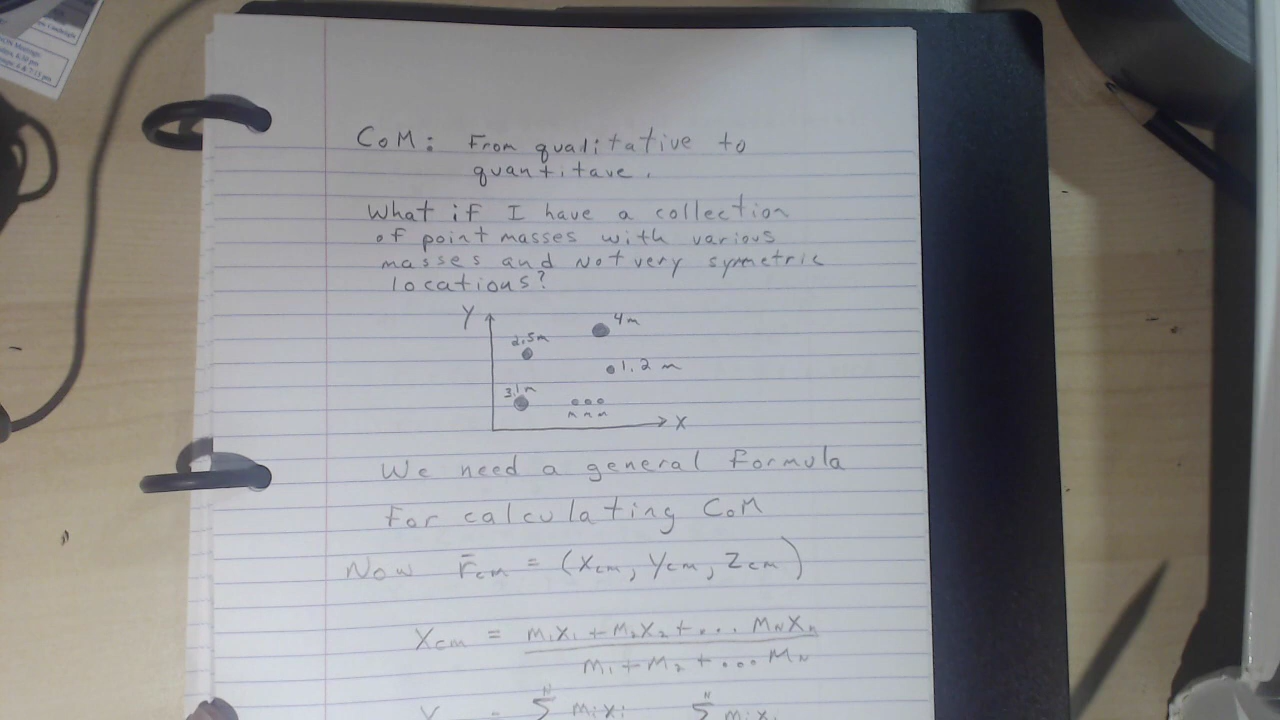 CoM: From qualitative to
quantitave.
What if I have a collection
of point masses with various
masses and not very symetric
locations?
Y
4m
2.5m
1.2 m
3.1m
m m m
X
We need a general formula
for calculating CoM
Now r̄cm = (Xcm, Ycm, Zcm)
Xcm = m₁x₁ + m₂x₂ + ... mₙxₙ
m₁ + m₂ + ... mₙ